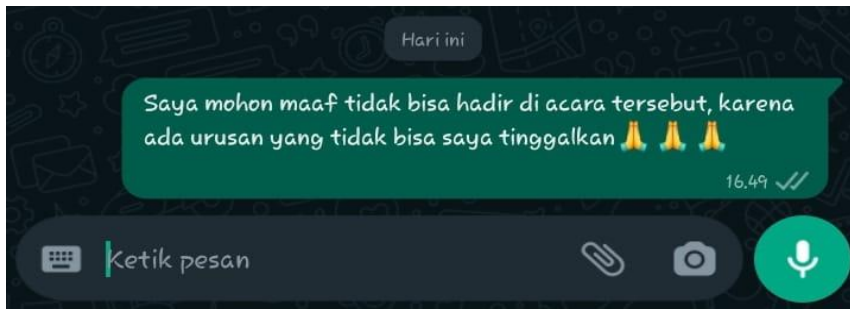 Hari ini
Saya mohon maaf tidak bisa hadir di acara tersebut, karena
ada urusan yang tidak bisa saya tinggalkan🙏 🙏 🙏
16.49
Ketik pesan